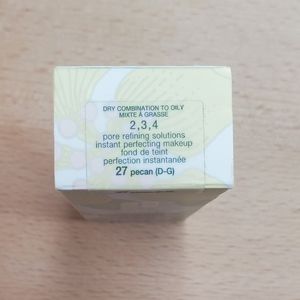 DRY COMBINATION TO OILY
MIXTE À GRASSE
2,3,4
pore refining solutions
instant perfecting makeup
fond de teint
perfection instantanée
27 pecan (D-G)